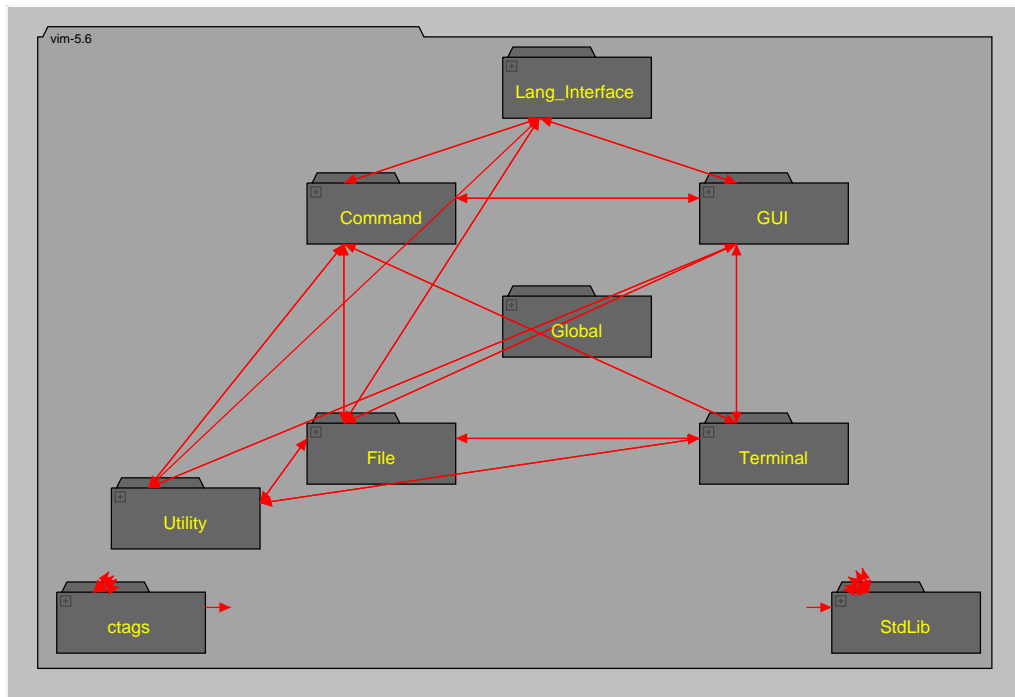 vim-5.6
Lang_Interface
Command
GUI
Global
File
Terminal
Utility
ctags
StdLib